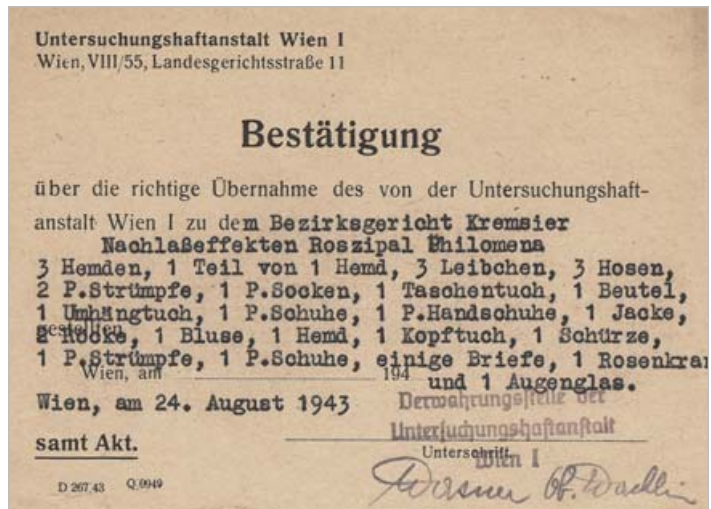 Untersuchungshaftanstalt Wien I
Wien, VIII/55, Landesgerichtsstraße 11
Bestätigung
über die richtige Übernahme des von der Untersuchungshaft-
anstalt Wien I zu dem Bezirksgericht Kremsier
Nachlaßeffekten Roszipal Philomena
3 Hemden, 1 Teil von 1 Hemd, 3 Leibchen, 3 Hosen,
2 P.Strümpfe, 1 P.Socken, 1 Taschentuch, 1 Beutel,
1 Umhängtuch, 1 P.Schuhe, 1 P.Handschuhe, 1 Jacke,
gestellten
2 Röcke, 1 Bluse, 1 Hemd, 1 Kopftuch, 1 Schürze,
1 P.Strümpfe, 1 P.Schuhe, einige Briefe, 1 Rosenkran
Wien, am 194
und 1 Augenglas.
Wien, am 24. August 1943
Verwahrungsstelle der
Untersuchungshaftanstalt
Wien I
samt Akt.
Unterschrift
D 267 43 Q.0949